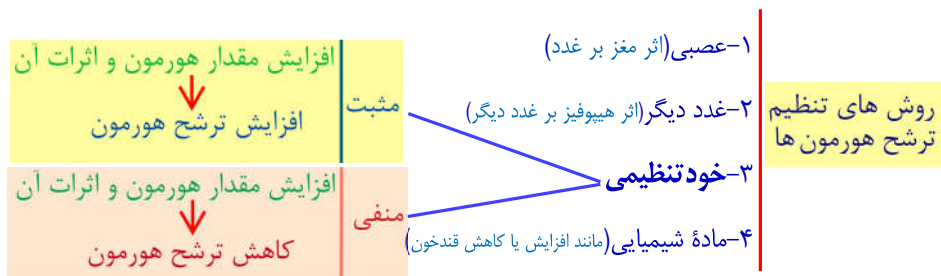 روش های تنظیم
ترشح هورمون ها
۱-عصبی(اثر مغز بر غدد)
۲-غدد دیگر(اثر هیپوفیز بر غدد دیگر)
۳-خودتنظیمی
۴-مادۀ شیمیایی(مانند افزایش یا کاهش قندخون)
مثبت
افزایش مقدار هورمون و اثرات آن
افزایش ترشح هورمون
منفی
افزایش مقدار هورمون و اثرات آن
کاهش ترشح هورمون